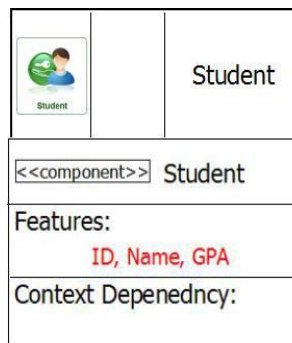 Student
Student
<<component>> Student
Features:
ID, Name, GPA
Context Depenedncy: